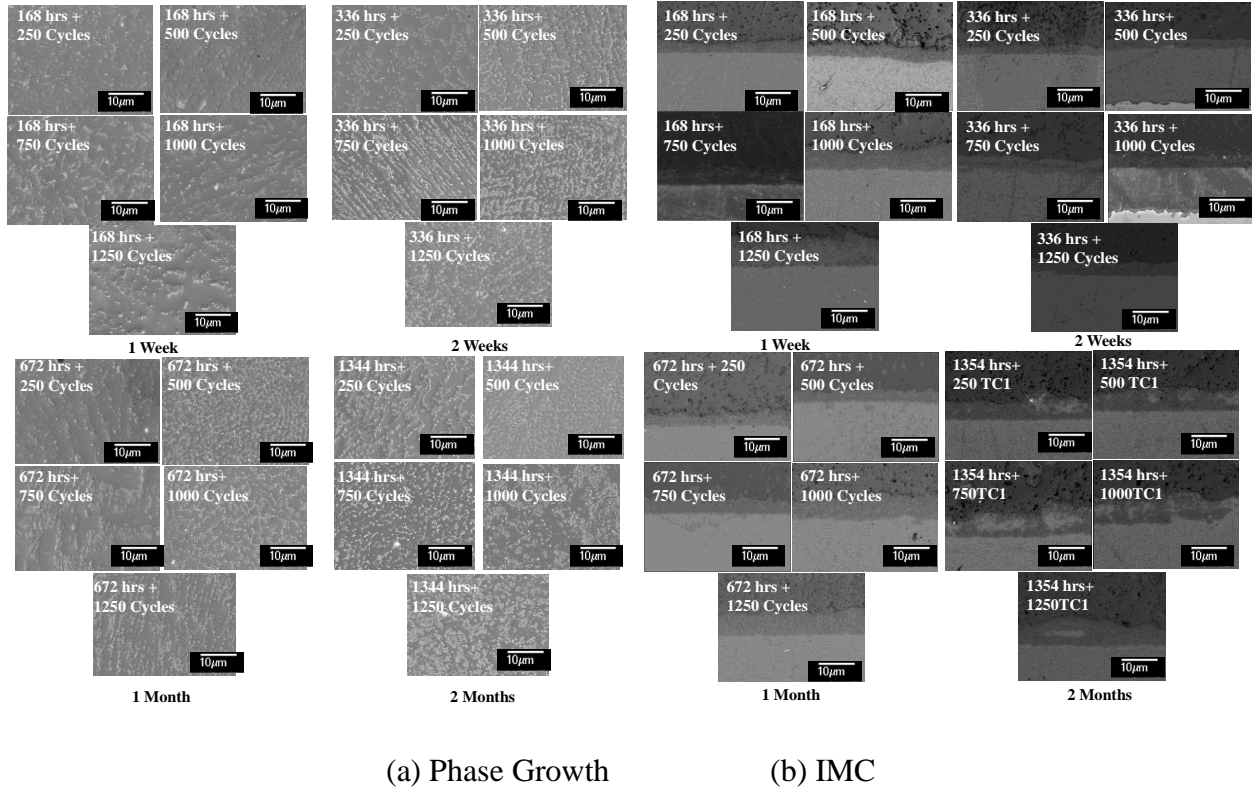 168 hrs +
250 Cycles
10µm
168 hrs+
500 Cycles
10µm
168 hrs+
750 Cycles
10µm
168 hrs+
1000 Cycles
10µm
168 hrs +
1250 Cycles
10µm
1 Week
336 hrs +
250 Cycles
10µm
336 hrs+
500 Cycles
10µm
336 hrs +
750 Cycles
10µm
336 hrs+
1000 Cycles
10µm
336 hrs +
1250 Cycles
10µm
2 Weeks
672 hrs +
250 Cycles
10µm
672 hrs +
500 Cycles
10µm
672 hrs+
750 Cycles
10µm
672 hrs+
1000 Cycles
10µm
672 hrs +
1250 Cycles
10µm
1 Month
1344 hrs +
250 Cycles
10µm
1344 hrs+
500 Cycles
10µm
1344 hrs+
750 Cycles
10µm
1344 hrs+
1000 Cycles
10µm
1344 hrs+
1250 Cycles
10µm
2 Months
168 hrs +
250 Cycles
10µm
168 hrs+
500 Cycles
10µm
168 hrs+
750 Cycles
10µm
168 hrs+
1000 Cycles
10µm
168 hrs +
1250 Cycles
10µm
1 Week
336 hrs +
250 Cycles
10µm
336 hrs+
500 Cycles
10µm
336 hrs +
750 Cycles
10µm
336 hrs +
1000 Cycles
10µm
336 hrs +
1250 Cycles
10µm
2 Weeks
672 hrs + 250
Cycles
10µm
672 hrs +
500 Cycles
10µm
672 hrs+
750 Cycles
10µm
672 hrs+
1000 Cycles
10µm
672 hrs +
1250 Cycles
10µm
1 Month
1354 hrs+
250 TC1
10µm
1354 hrs+
500 TC1
10µm
1354 hrs+
750TC1
10µm
1354 hrs+
1000TC1
10µm
1354 hrs+
1250TC1
10µm
2 Months
(a) Phase Growth
(b) IMC